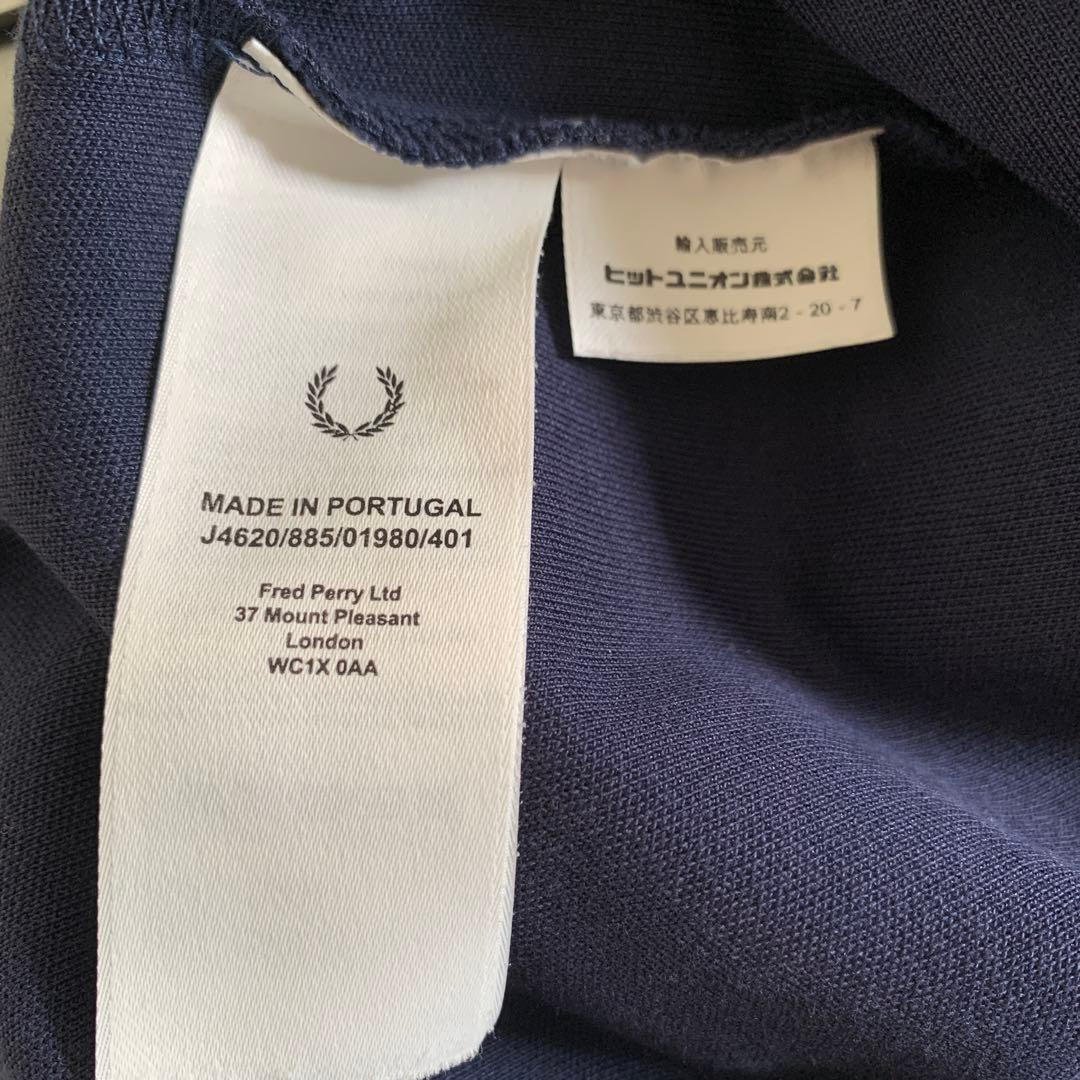 MADE IN PORTUGAL
J4620/885/01980/401
Fred Perry Ltd
37 Mount Pleasant
London
WC1X 0AA
輸入販売元
ヒットユニオン株式会社
東京都渋谷区恵比寿南2-20-7